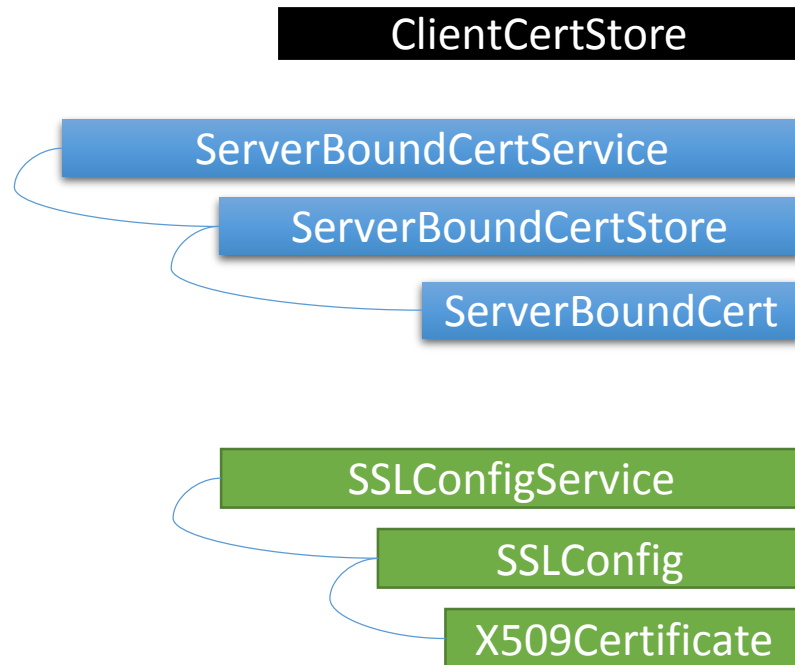 ClientCertStore
ServerBoundCertService
ServerBoundCertStore
ServerBoundCert
SSLConfigService
SSLConfig
X509Certificate